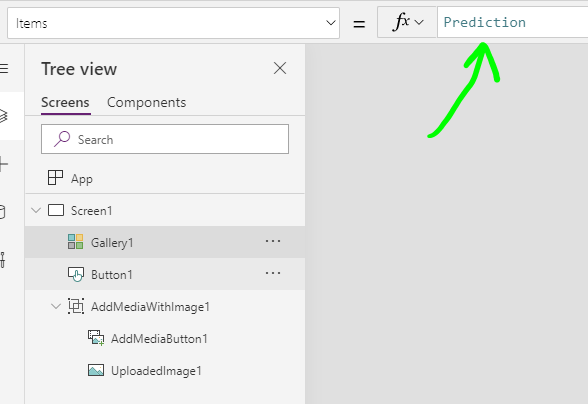 Items = fx Prediction
Tree view
Screens Components
Search
App
Screen1
Gallery1 ...
Button1 ...
AddMediaWithImage1
AddMediaButton1
UploadedImage1